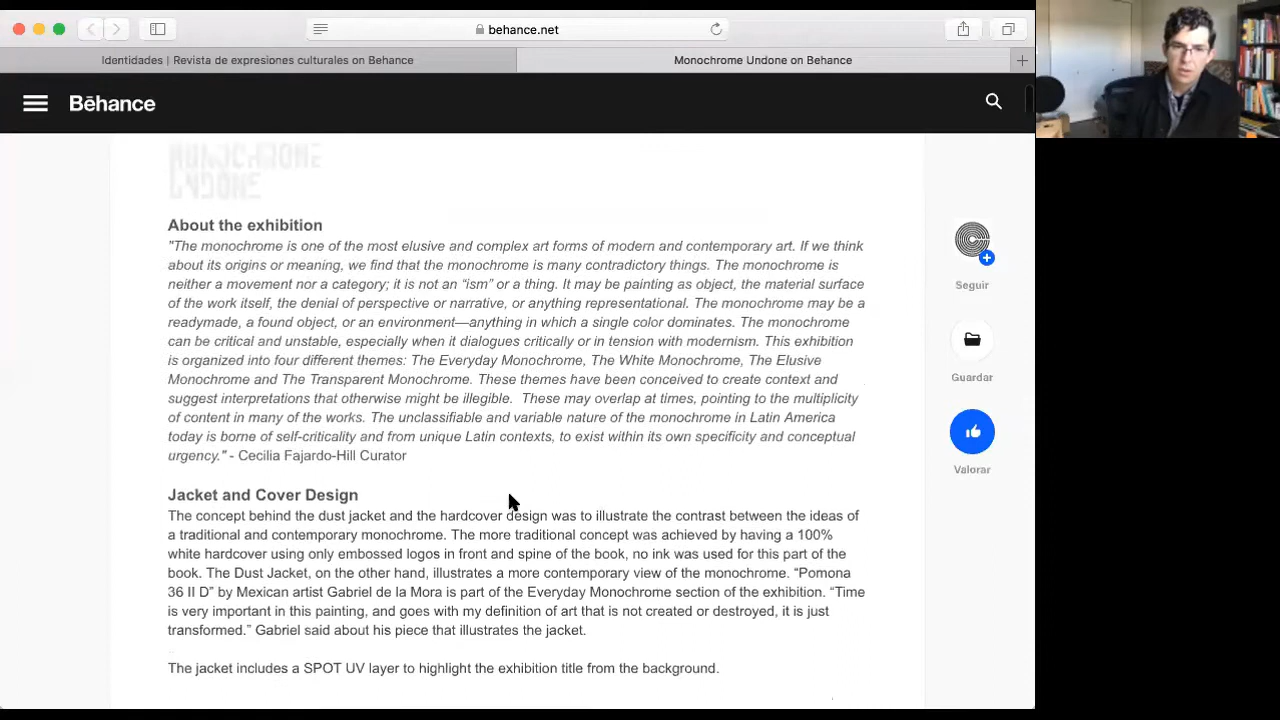 behance.net
Identidades | Revista de expresiones culturales on Behance
Monochrome Undone on Behance
Bēhance
MONOCHROME
UNDONE
About the exhibition
"The monochrome is one of the most elusive and complex art forms of modern and contemporary art. If we think
about its origins or meaning, we find that the monochrome is many contradictory things. The monochrome is
neither a movement nor a category; it is not an “ism” or a thing. It may be painting as object, the material surface
of the work itself, the denial of perspective or narrative, or anything representational. The monochrome may be a
readymade, a found object, or an environment—anything in which a single color dominates. The monochrome
can be critical and unstable, especially when it dialogues critically or in tension with modernism. This exhibition
is organized into four different themes: The Everyday Monochrome, The White Monochrome, The Elusive
Monochrome and The Transparent Monochrome. These themes have been conceived to create context and
suggest interpretations that otherwise might be illegible. These may overlap at times, pointing to the multiplicity
of content in many of the works. The unclassifiable and variable nature of the monochrome in Latin America
today is borne of self-criticality and from unique Latin contexts, to exist within its own specificity and conceptual
urgency." - Cecilia Fajardo-Hill Curator
Jacket and Cover Design
The concept behind the dust jacket and the hardcover design was to illustrate the contrast between the ideas of
a traditional and contemporary monochrome. The more traditional concept was achieved by having a 100%
white hardcover using only embossed logos in front and spine of the book, no ink was used for this part of the
book. The Dust Jacket, on the other hand, illustrates a more contemporary view of the monochrome. “Pomona
36 II D” by Mexican artist Gabriel de la Mora is part of the Everyday Monochrome section of the exhibition. “Time
is very important in this painting, and goes with my definition of art that is not created or destroyed, it is just
transformed.” Gabriel said about his piece that illustrates the jacket.
The jacket includes a SPOT UV layer to highlight the exhibition title from the background.
Seguir
Guardar
Valorar